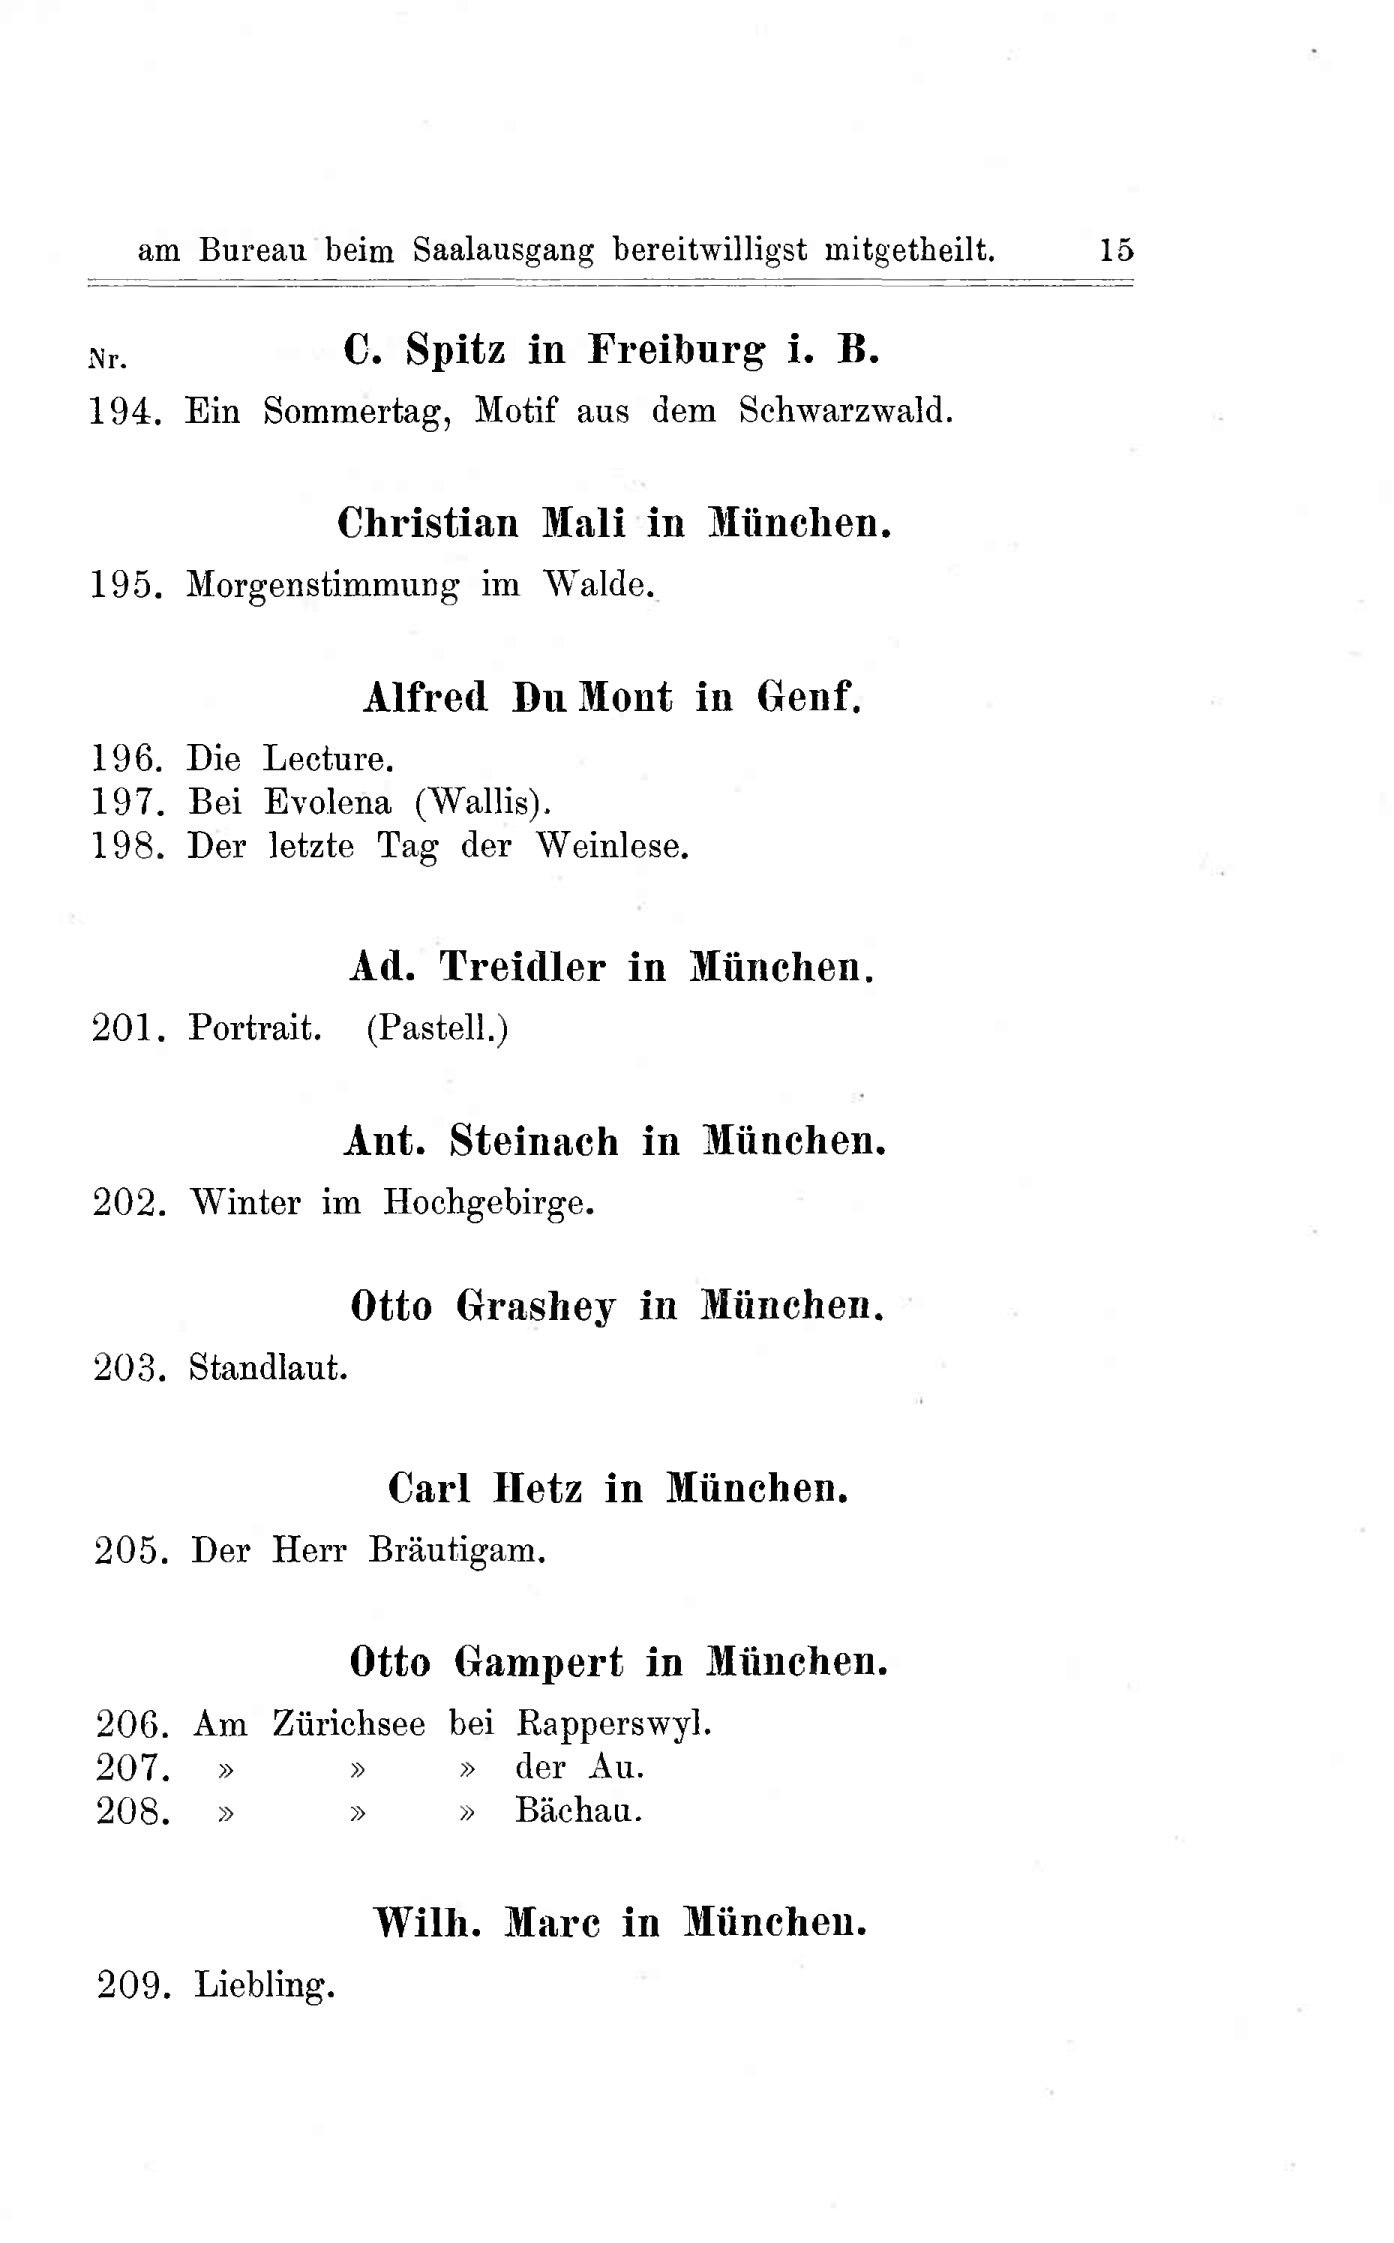 am Bureau beim Saalausgang bereitwilligst mitgetheilt. 15
Nr. C. Spitz in Freiburg i. B.
194. Ein Sommertag, Motif aus dem Schwarzwald.
Christian Mali in München.
195. Morgenstimmung im Walde.
Alfred Du Mont in Genf.
196. Die Lecture.
197. Bei Evolena (Wallis).
198. Der letzte Tag der Weinlese.
Ad. Treidler in München.
201. Portrait. (Pastell.)
Ant. Steinach in München.
202. Winter im Hochgebirge.
Otto Grashey in München.
203. Standlaut.
Carl Hetz in München.
205. Der Herr Bräutigam.
Otto Gampert in München.
206. Am Zürichsee bei Rapperswyl.
207. » » » der Au.
208. » » » Bächau.
Wilh. Marc in München.
209. Liebling.